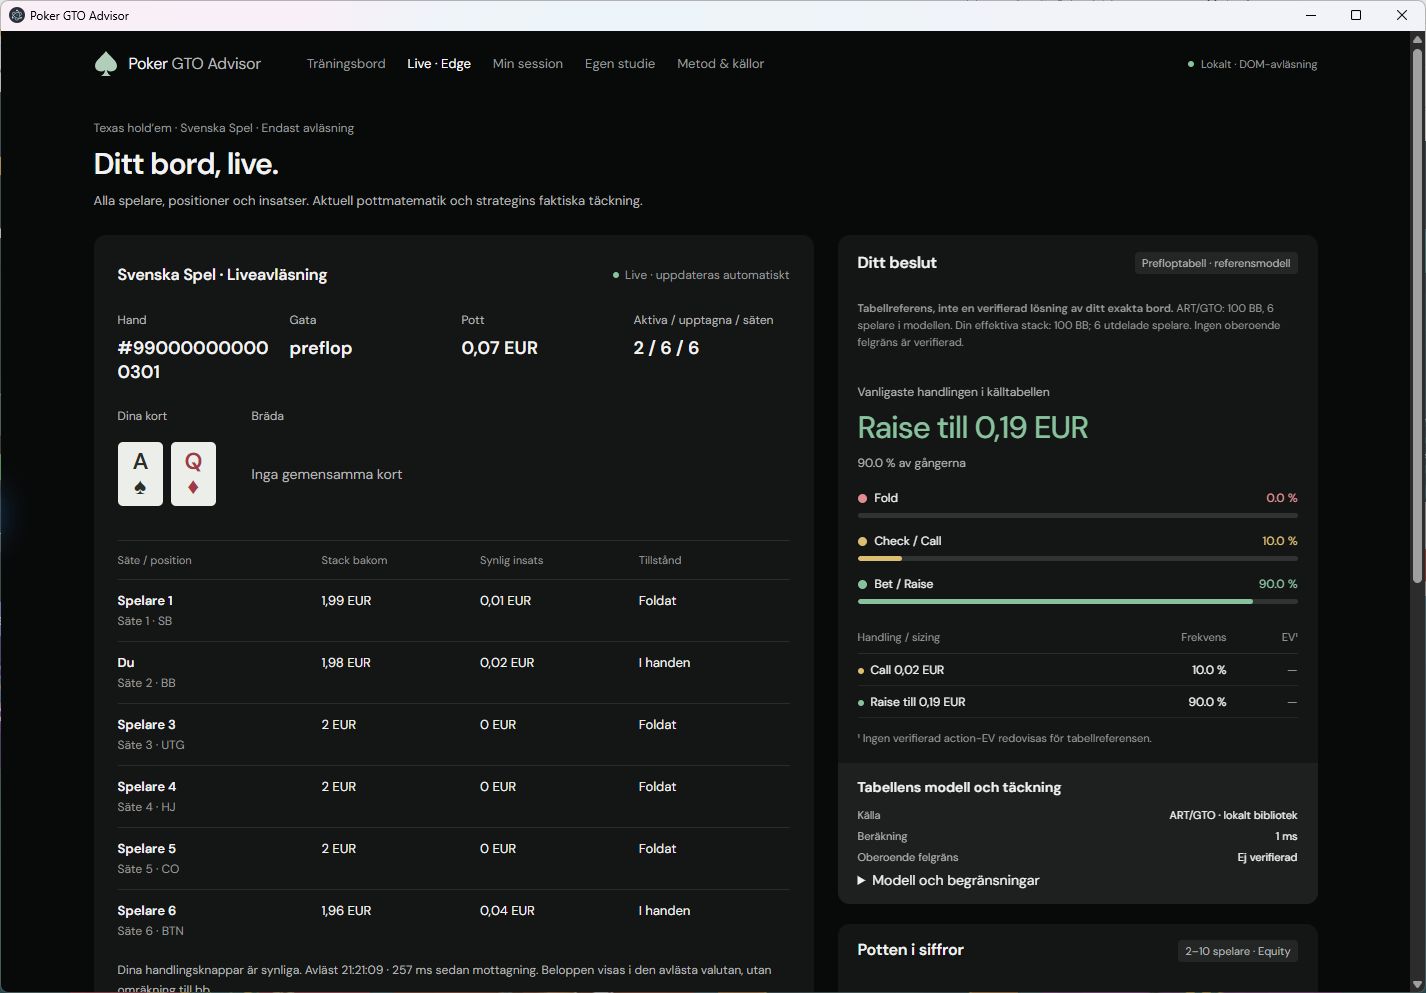 Poker GTO Advisor
Poker GTO Advisor
Träningsbord
Live · Edge
Min session
Egen studie
Metod & källor
Lokalt · DOM-avläsning
Texas hold'em · Svenska Spel · Endast avläsning
Ditt bord, live.
Alla spelare, positioner och insatser. Aktuell pottmatematik och strategins faktiska täckning.
Svenska Spel · Liveavläsning
Live · uppdateras automatiskt
Hand
Gata
Pott
Aktiva / upptagna / säten
#99000000000
0301
preflop
0,07 EUR
2 / 6 / 6
Dina kort
Bräda
A
♠
Q
♦
Inga gemensamma kort
Säte / position
Stack bakom
Synlig insats
Tillstånd
Spelare 1
1,99 EUR
0,01 EUR
Foldat
Säte 1 · SB
Du
1,98 EUR
0,02 EUR
I handen
Säte 2 · BB
Spelare 3
2 EUR
0 EUR
Foldat
Säte 3 · UTG
Spelare 4
2 EUR
0 EUR
Foldat
Säte 4 · HJ
Spelare 5
2 EUR
0 EUR
Foldat
Säte 5 · CO
Spelare 6
1,96 EUR
0,04 EUR
I handen
Säte 6 · BTN
Dina handlingsknappar är synliga. Avläst 21:21:09 · 257 ms sedan mottagning. Beloppen visas i den avlästa valutan, utan
omräkning till bb.
Ditt beslut
Prefloptabell · referensmodell
Tabellreferens, inte en verifierad lösning av ditt exakta bord. ART/GTO: 100 BB, 6
spelare i modellen. Din effektiva stack: 100 BB; 6 utdelade spelare. Ingen oberoende
felgräns är verifierad.
Vanligaste handlingen i källtabellen
Raise till 0,19 EUR
90.0 % av gångerna
Fold
0.0 %
Check / Call
10.0 %
Bet / Raise
90.0 %
Handling / sizing
Frekvens
EV¹
Call 0,02 EUR
10.0 %
—
Raise till 0,19 EUR
90.0 %
—
¹ Ingen verifierad action-EV redovisas för tabellreferensen.
Tabellens modell och täckning
Källa
ART/GTO · lokalt bibliotek
Beräkning
1 ms
Oberoende felgräns
Ej verifierad
▶ Modell och begränsningar
Potten i siffror
2–10 spelare · Equity